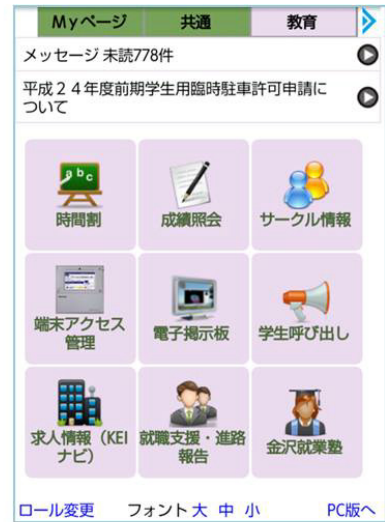 Myページ 共通 教育
メッセージ 未読778件
平成２４年度前期学生用臨時駐車許可申請に
ついて
abc
時間割 成績照会 サークル情報
端末アクセス
管理
電子掲示板 学生呼び出し
求人情報（KEI
ナビ）
就職支援・進路
報告
金沢就業塾
ロール変更 フォント 大 中 小 PC版へ